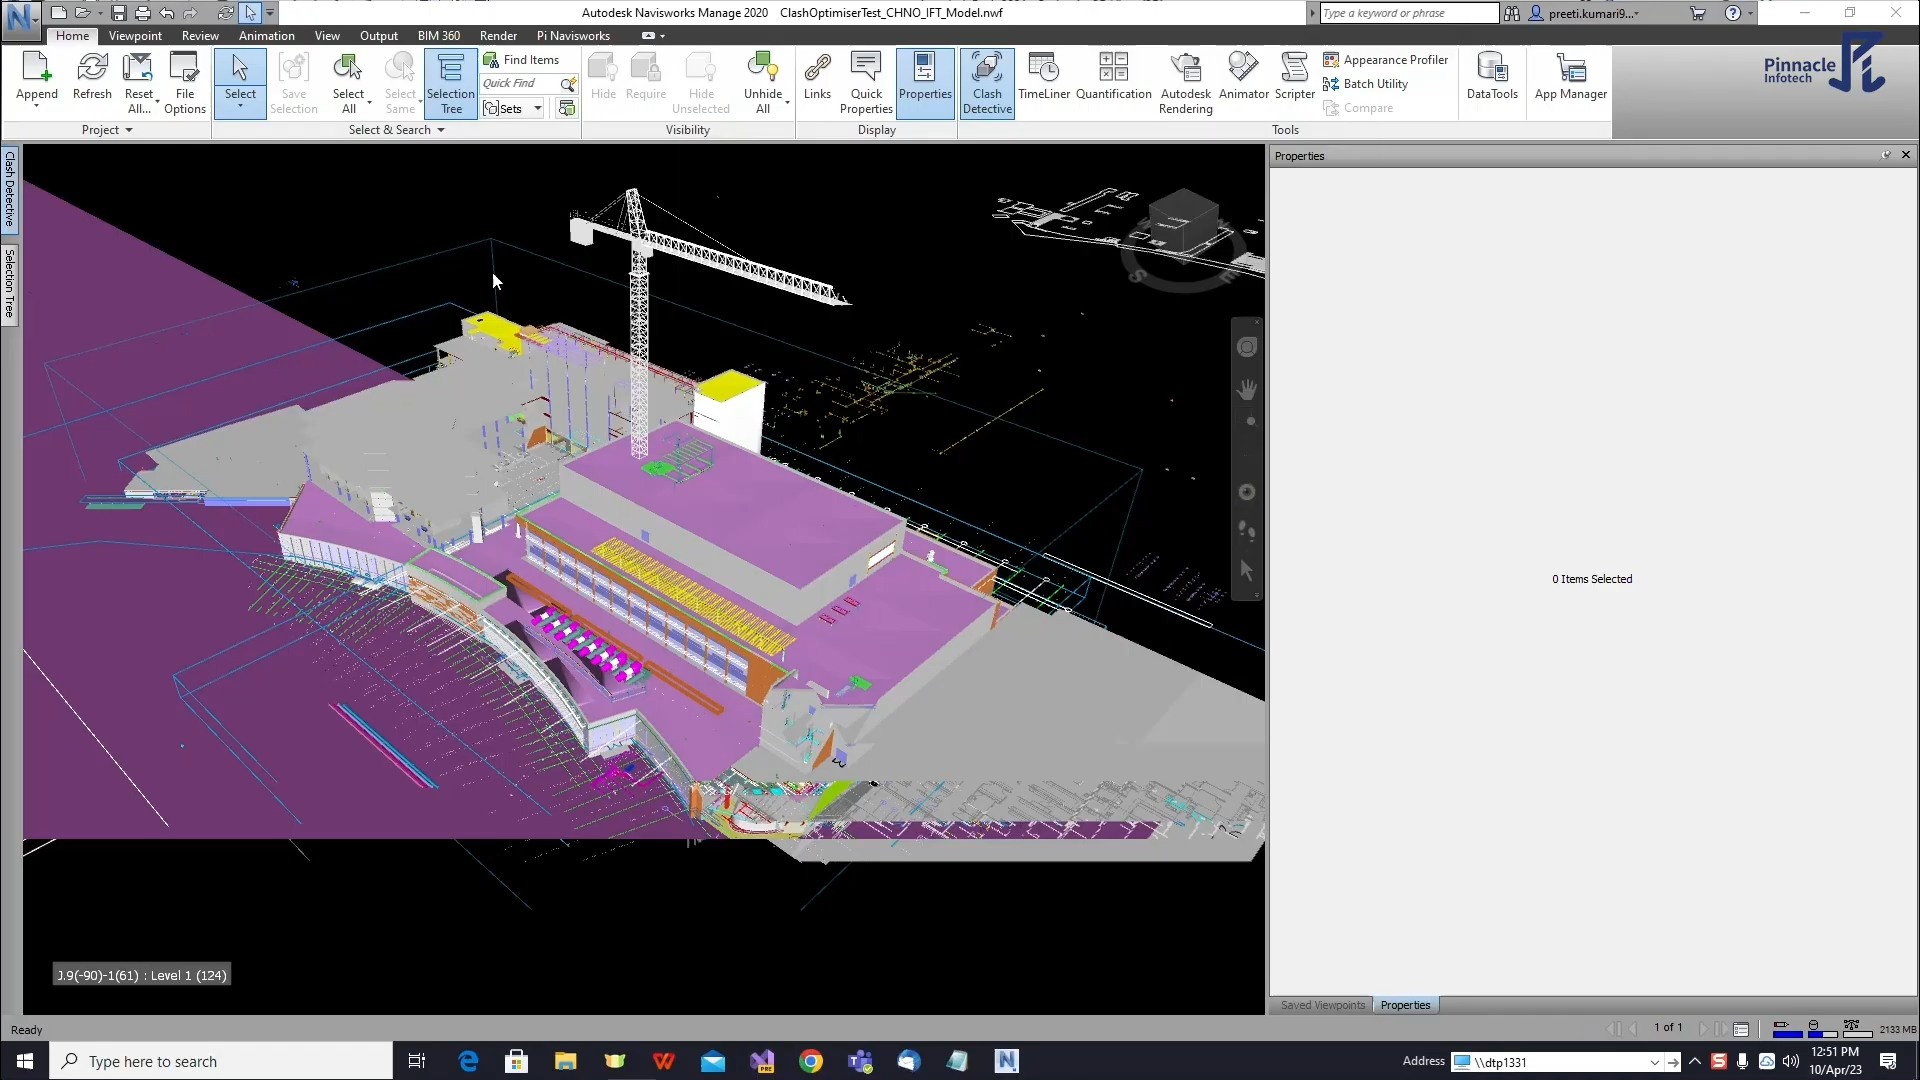 Autodesk Navisworks Manage 2020 ClashOptimiserTest_CHNO_IFT_Model.nwf
Type a keyword or phrase
preeti.kumari9...
Home Viewpoint Review Animation View Output BIM 360 Render Pi Navisworks
Append
Refresh
Reset All...
File Options
Project
Select
Save Selection
Select All
Select Same
Selection Tree
Find Items
Quick Find
Sets
Select & Search
Hide
Require
Hide Unselected
Unhide All
Visibility
Links
Quick Properties
Properties
Display
Clash Detective
TimeLiner
Quantification
Autodesk Rendering
Animator
Scripter
Appearance Profiler
Batch Utility
Compare
Tools
DataTools
App Manager
Pinnacle
Infotech
Clash Detective
Selection Tree
Properties
0 Items Selected
J.9(-90)-1(61) : Level 1 (124)
Saved Viewpoints Properties
Ready
1 of 1
2133 MB
Type here to search
Address \\dtp1331
12:51 PM
10/Apr/23